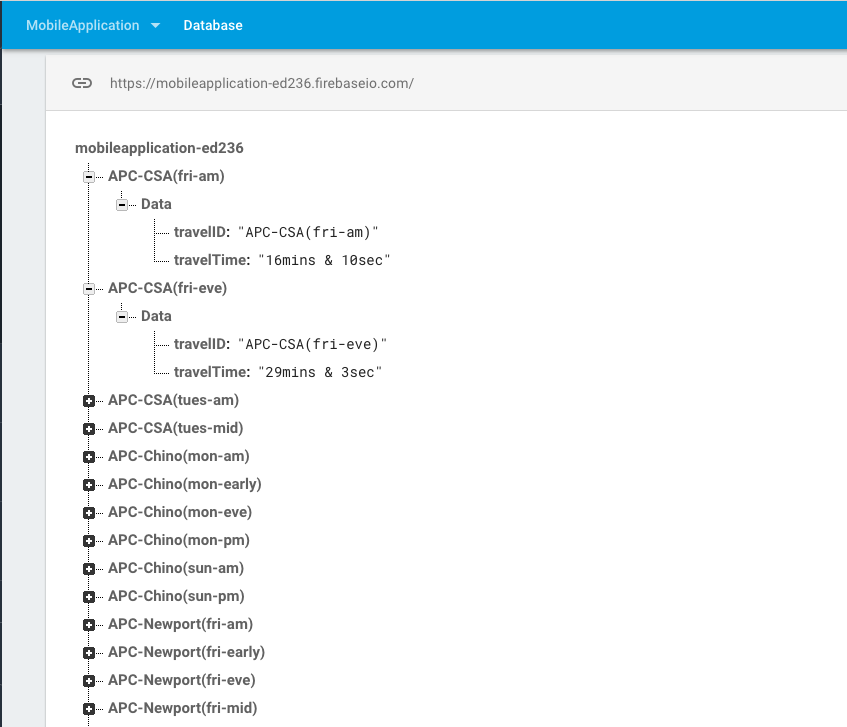 MobileApplication Database
https://mobileapplication-ed236.firebaseio.com/
mobileapplication-ed236
APC-CSA(fri-am)
Data
travelID: "APC-CSA(fri-am)"
travelTime: "16mins & 10sec"
APC-CSA(fri-eve)
Data
travelID: "APC-CSA(fri-eve)"
travelTime: "29mins & 3sec"
APC-CSA(tues-am)
APC-CSA(tues-mid)
APC-Chino(mon-am)
APC-Chino(mon-early)
APC-Chino(mon-eve)
APC-Chino(mon-pm)
APC-Chino(sun-am)
APC-Chino(sun-pm)
APC-Newport(fri-am)
APC-Newport(fri-early)
APC-Newport(fri-eve)
APC-Newport(fri-mid)